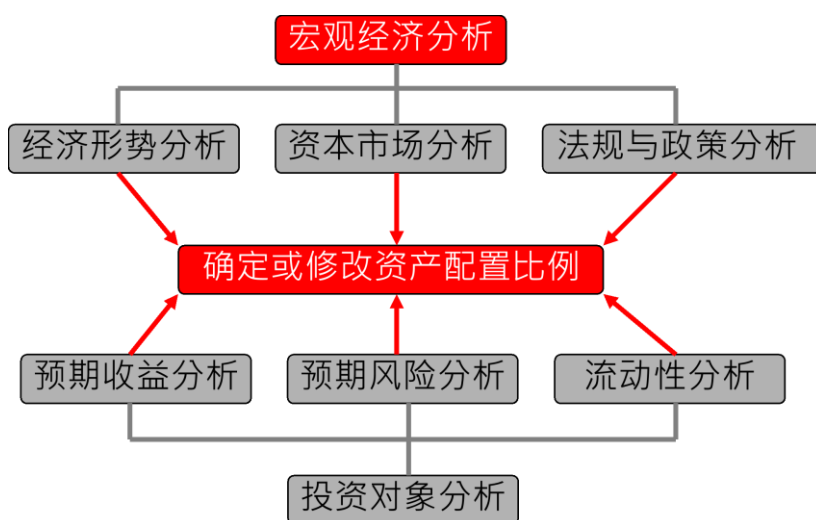 宏观经济分析
经济形势分析
资本市场分析
法规与政策分析
确定或修改资产配置比例
预期收益分析
预期风险分析
流动性分析
投资对象分析